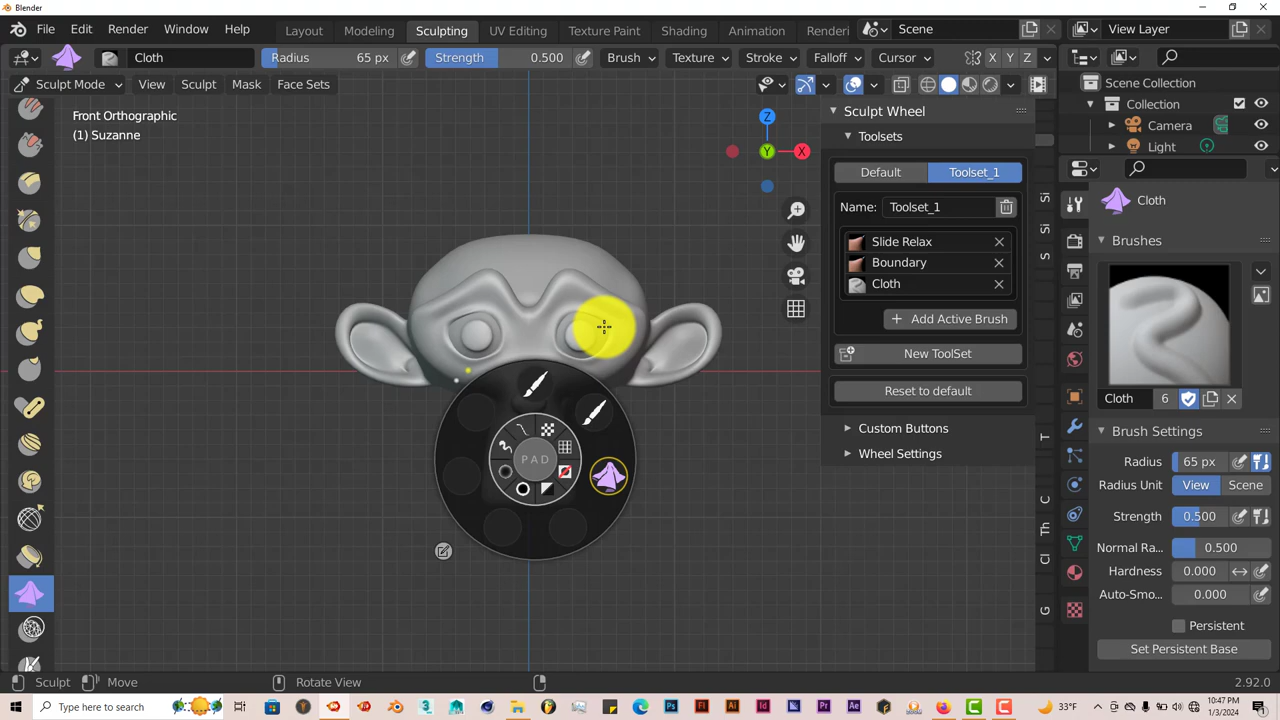 Blender
File Edit Render Window Help
Layout Modeling Sculpting UV Editing Texture Paint Shading Animation Renderi
Scene
View Layer
Cloth
Radius 65 px
Strength 0.500
Brush Texture Stroke Falloff Cursor
X Y Z
Sculpt Mode View Sculpt Mask Face Sets
Front Orthographic
(1) Suzanne
Z
Y
X
PAD
Sculpt Wheel
Toolsets
Default Toolset_1
Name: Toolset_1
Slide Relax
Boundary
Cloth
Add Active Brush
New ToolSet
Reset to default
Custom Buttons
Wheel Settings
Si
Si
S
T
C
Th
Cl
G
Scene Collection
Collection
Camera
Light
Cloth
Brushes
Cloth 6
Brush Settings
Radius 65 px
Radius Unit View Scene
Strength 0.500
Normal Ra... 0.500
Hardness 0.000
Auto-Smo... 0.000
Persistent
Set Persistent Base
Sculpt Move Rotate View 2.92.0
Type here to search
33°F
10:47 PM
1/3/2024